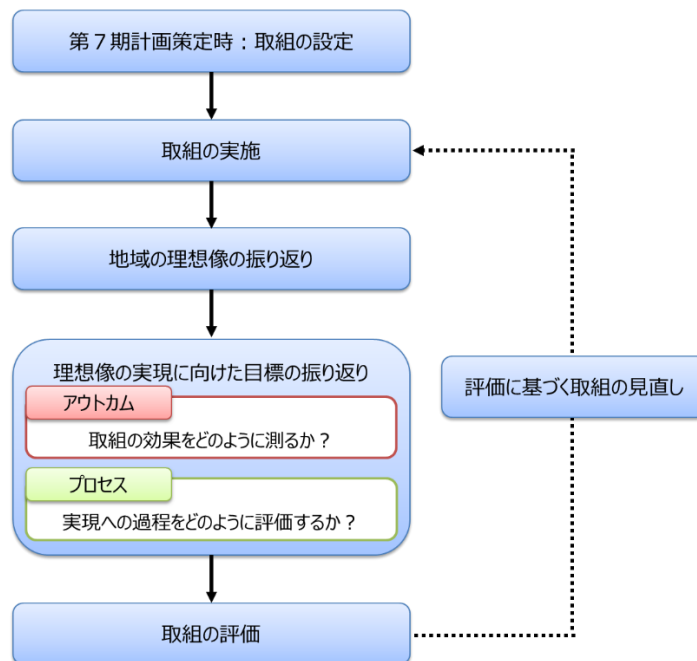 第７期計画策定時：取組の設定
取組の実施
地域の理想像の振り返り
理想像の実現に向けた目標の振り返り
アウトカム
取組の効果をどのように測るか？
プロセス
実現への過程をどのように評価するか？
取組の評価
評価に基づく取組の見直し